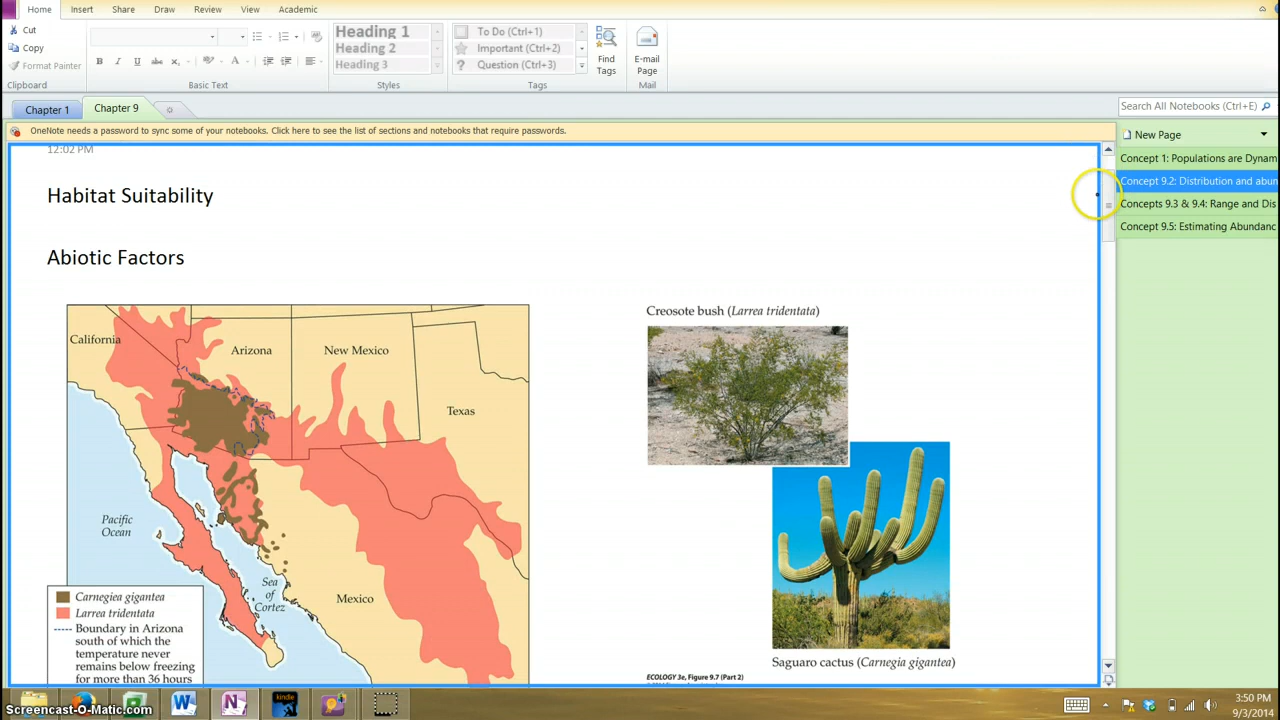 Home Insert Share Draw Review View Academic
Cut
Copy
Format Painter
Clipboard
B I U abc X₂ A
Basic Text
Heading 1
Heading 2
Heading 3
Styles
To Do (Ctrl+1)
Important (Ctrl+2)
? Question (Ctrl+3)
Tags
Find
Tags
E-mail
Page
Mail
Chapter 1 Chapter 9
Search All Notebooks (Ctrl+E)
OneNote needs a password to sync some of your notebooks. Click here to see the list of sections and notebooks that require passwords.
New Page
Concept 1: Populations are Dynam
Concept 9.2: Distribution and abun
Concepts 9.3 & 9.4: Range and Dis
Concept 9.5: Estimating Abundanc
12:02 PM
Habitat Suitability
Abiotic Factors
California
Arizona
New Mexico
Texas
Pacific
Ocean
Sea
of
Cortez
Mexico
Carnegiea gigantea
Larrea tridentata
Boundary in Arizona
south of which the
temperature never
remains below freezing
for more than 36 hours
Creosote bush (Larrea tridentata)
Saguaro cactus (Carnegia gigantea)
ECOLOGY 3e, Figure 9.7 (Part 2)
W
N
kindle
Screencast-O-Matic.com
3:50 PM
9/3/2014